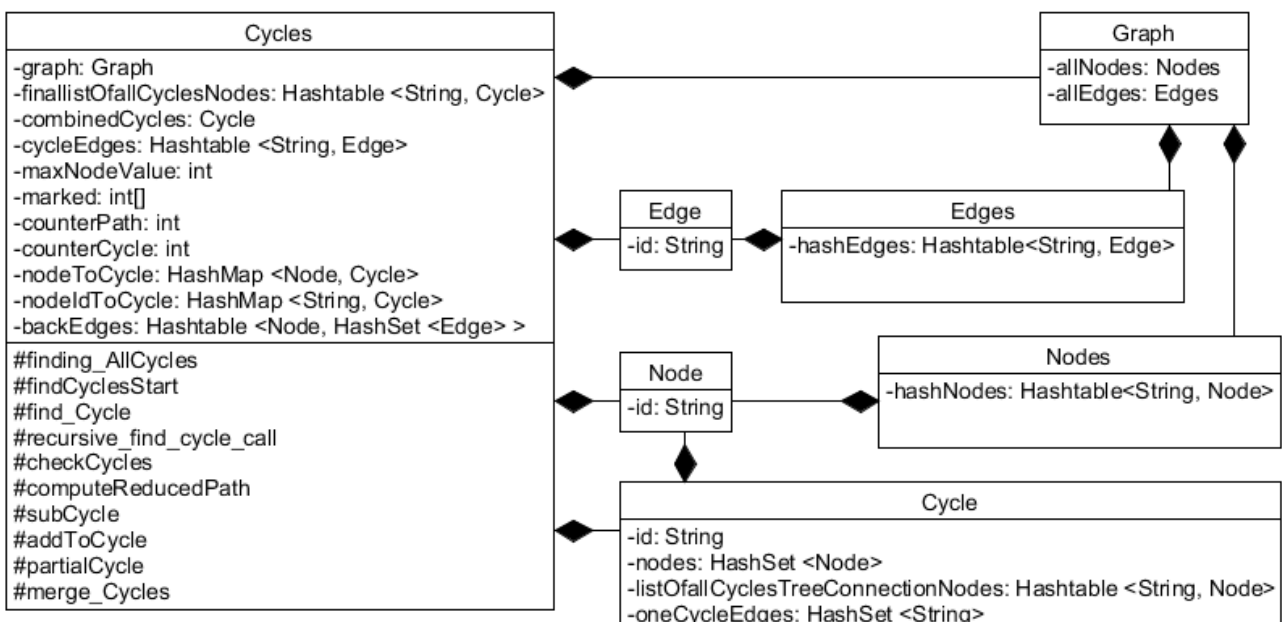 Cycles
-graph: Graph
-finallistOfallCyclesNodes: Hashtable <String, Cycle>
-combinedCycles: Cycle
-cycleEdges: Hashtable <String, Edge>
-maxNodeValue: int
-marked: int[]
-counterPath: int
-counterCycle: int
-nodeToCycle: HashMap <Node, Cycle>
-nodeIdToCycle: HashMap <String, Cycle>
-backEdges: Hashtable <Node, HashSet <Edge> >
#finding_AllCycles
#findCyclesStart
#find_Cycle
#recursive_find_cycle_call
#checkCycles
#computeReducedPath
#subCycle
#addToCycle
#partialCycle
#merge_Cycles
Graph
-allNodes: Nodes
-allEdges: Edges
Edge
-id: String
Edges
-hashEdges: Hashtable<String, Edge>
Node
-id: String
Nodes
-hashNodes: Hashtable<String, Node>
Cycle
-id: String
-nodes: HashSet <Node>
-listOfallCyclesTreeConnectionNodes: Hashtable <String, Node>
-oneCycleEdges: HashSet <String>